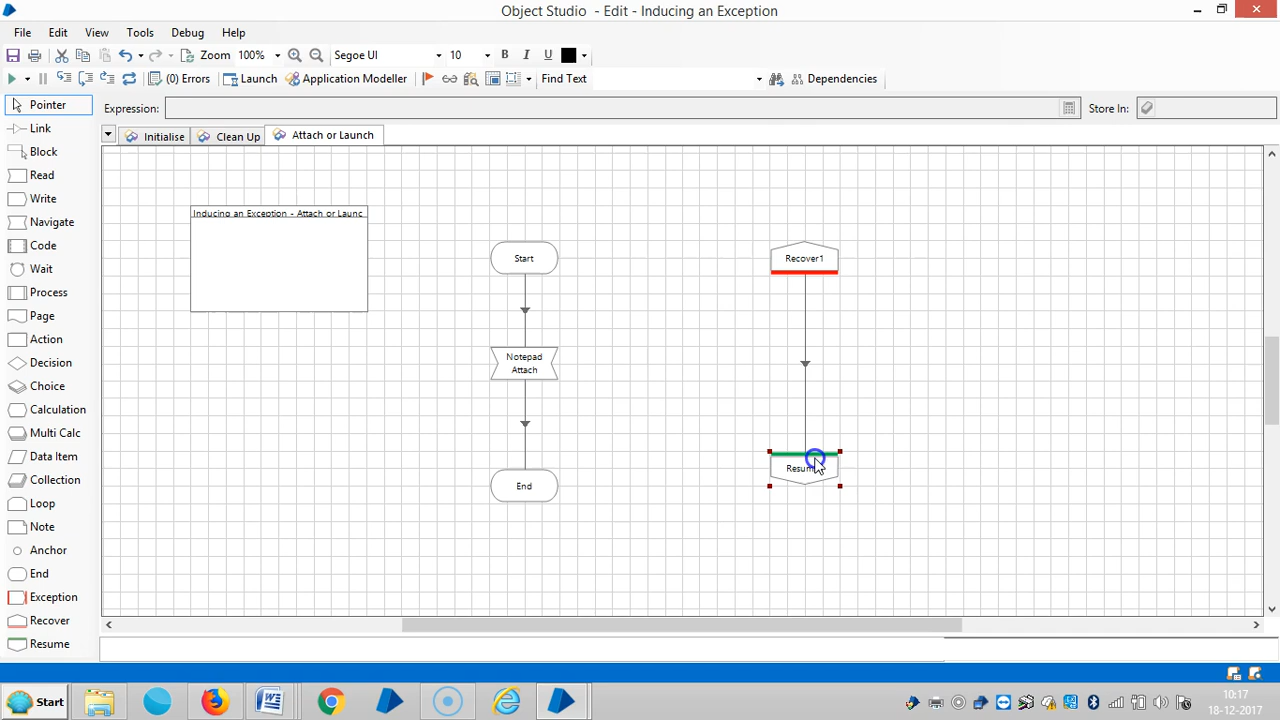 Object Studio - Edit - Inducing an Exception
File Edit View Tools Debug Help
Zoom 100% Segoe UI 10 B I U
(0) Errors Launch Application Modeller Find Text Dependencies
Pointer
Expression: Store In:
Link
Initialise Clean Up Attach or Launch
Block
Read
Write
Navigate
Code
Wait
Process
Page
Action
Decision
Choice
Calculation
Multi Calc
Data Item
Collection
Loop
Note
Anchor
End
Exception
Recover
Resume
Inducing an Exception - Attach or Launc
Start
Notepad
Attach
End
Recover1
Start
10:17
18-12-2017